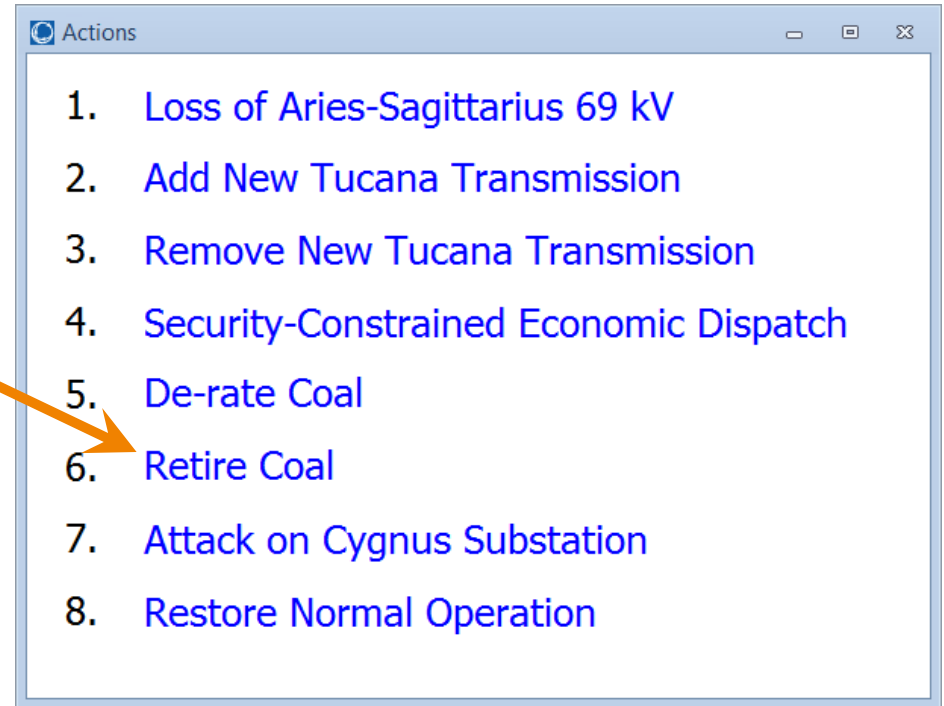 Actions
1. Loss of Aries-Sagittarius 69 kV
2. Add New Tucana Transmission
3. Remove New Tucana Transmission
4. Security-Constrained Economic Dispatch
5. De-rate Coal
6. Retire Coal
7. Attack on Cygnus Substation
8. Restore Normal Operation